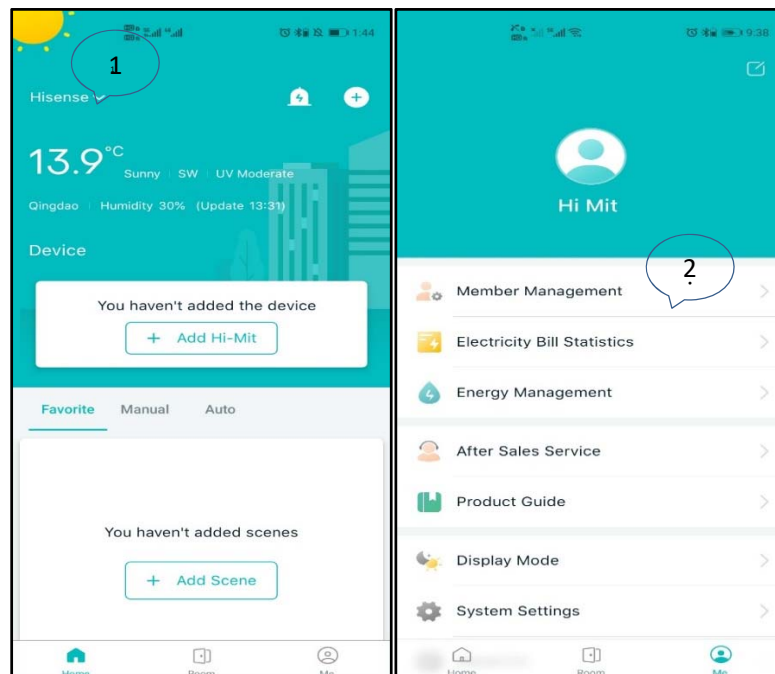 1:44
1
Hisense
13.9°C
Sunny | SW | UV Moderate
Qingdao | Humidity 30% (Update 13:31)
Device
You haven't added the device
+ Add Hi-Mit
Favorite Manual Auto
You haven't added scenes
+ Add Scene
Home Room Me
9:38
Hi Mit
2
Member Management
Electricity Bill Statistics
Energy Management
After Sales Service
Product Guide
Display Mode
System Settings
Home Room Me